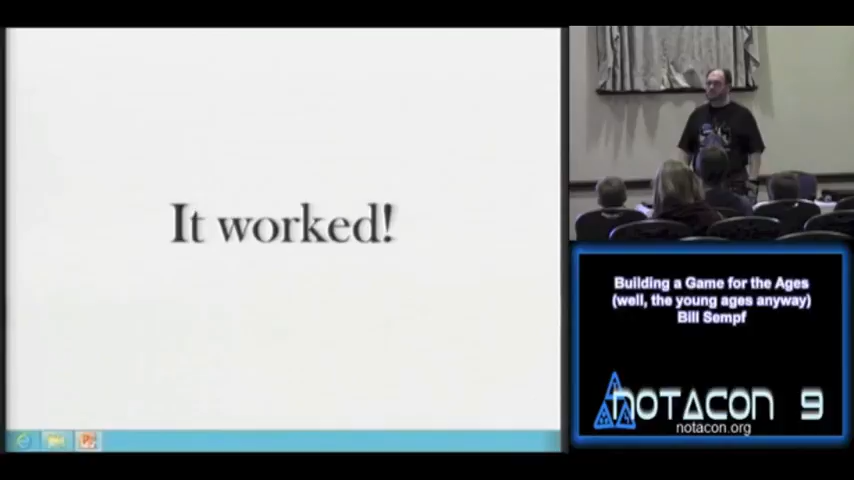 It worked!
Building a Game for the Ages
(well, the young ages anyway)
Bill Sempf
NOTACON 9
notacon.org